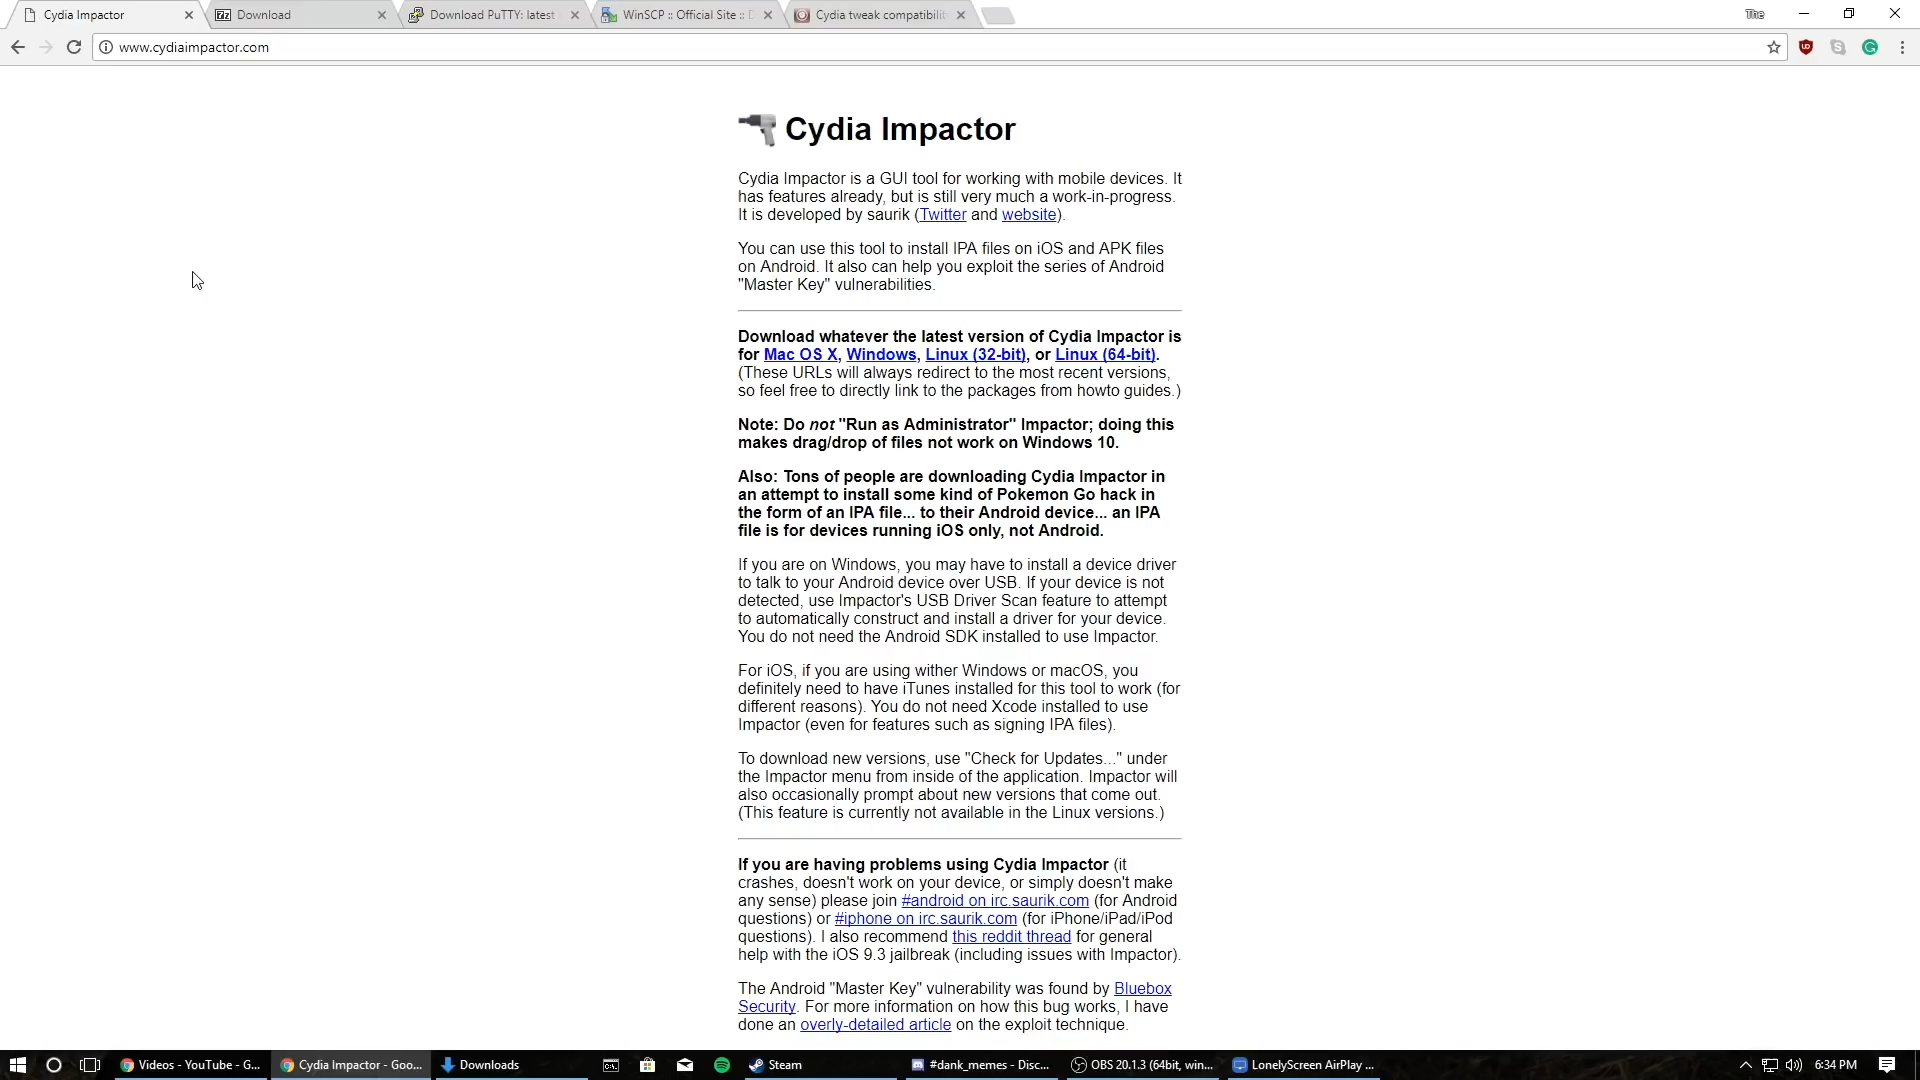 Cydia Impactor
Download
Download PuTTY: latest
WinSCP :: Official Site :: D
Cydia tweak compatibilit
The
www.cydiaimpactor.com
Cydia Impactor
Cydia Impactor is a GUI tool for working with mobile devices. It
has features already, but is still very much a work-in-progress.
It is developed by saurik (Twitter and website).
You can use this tool to install IPA files on iOS and APK files
on Android. It also can help you exploit the series of Android
"Master Key" vulnerabilities.
Download whatever the latest version of Cydia Impactor is
for Mac OS X, Windows, Linux (32-bit), or Linux (64-bit).
(These URLs will always redirect to the most recent versions,
so feel free to directly link to the packages from howto guides.)
Note: Do not "Run as Administrator" Impactor; doing this
makes drag/drop of files not work on Windows 10.
Also: Tons of people are downloading Cydia Impactor in
an attempt to install some kind of Pokemon Go hack in
the form of an IPA file... to their Android device... an IPA
file is for devices running iOS only, not Android.
If you are on Windows, you may have to install a device driver
to talk to your Android device over USB. If your device is not
detected, use Impactor's USB Driver Scan feature to attempt
to automatically construct and install a driver for your device.
You do not need the Android SDK installed to use Impactor.
For iOS, if you are using wither Windows or macOS, you
definitely need to have iTunes installed for this tool to work (for
different reasons). You do not need Xcode installed to use
Impactor (even for features such as signing IPA files).
To download new versions, use "Check for Updates..." under
the Impactor menu from inside of the application. Impactor will
also occasionally prompt about new versions that come out.
(This feature is currently not available in the Linux versions.)
If you are having problems using Cydia Impactor (it
crashes, doesn't work on your device, or simply doesn't make
any sense) please join #android on irc.saurik.com (for Android
questions) or #iphone on irc.saurik.com (for iPhone/iPad/iPod
questions). I also recommend this reddit thread for general
help with the iOS 9.3 jailbreak (including issues with Impactor).
The Android "Master Key" vulnerability was found by Bluebox
Security. For more information on how this bug works, I have
done an overly-detailed article on the exploit technique.
Videos - YouTube - G...
Cydia Impactor - Goo...
Downloads
Steam
#dank_memes - Disc...
OBS 20.1.3 (64bit, win...
LonelyScreen AirPlay ...
6:34 PM